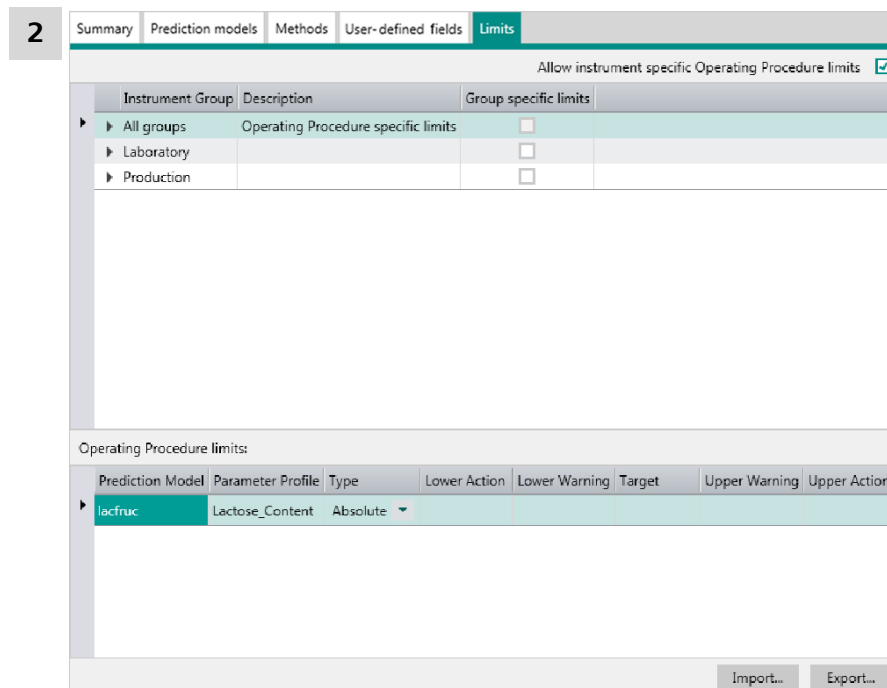 2
Summary Prediction models Methods User-defined fields Limits
Allow instrument specific Operating Procedure limits
Instrument Group Description Group specific limits
All groups Operating Procedure specific limits
Laboratory
Production
Operating Procedure limits:
Prediction Model Parameter Profile Type Lower Action Lower Warning Target Upper Warning Upper Action
lacfruc Lactose_Content Absolute
Import... Export...